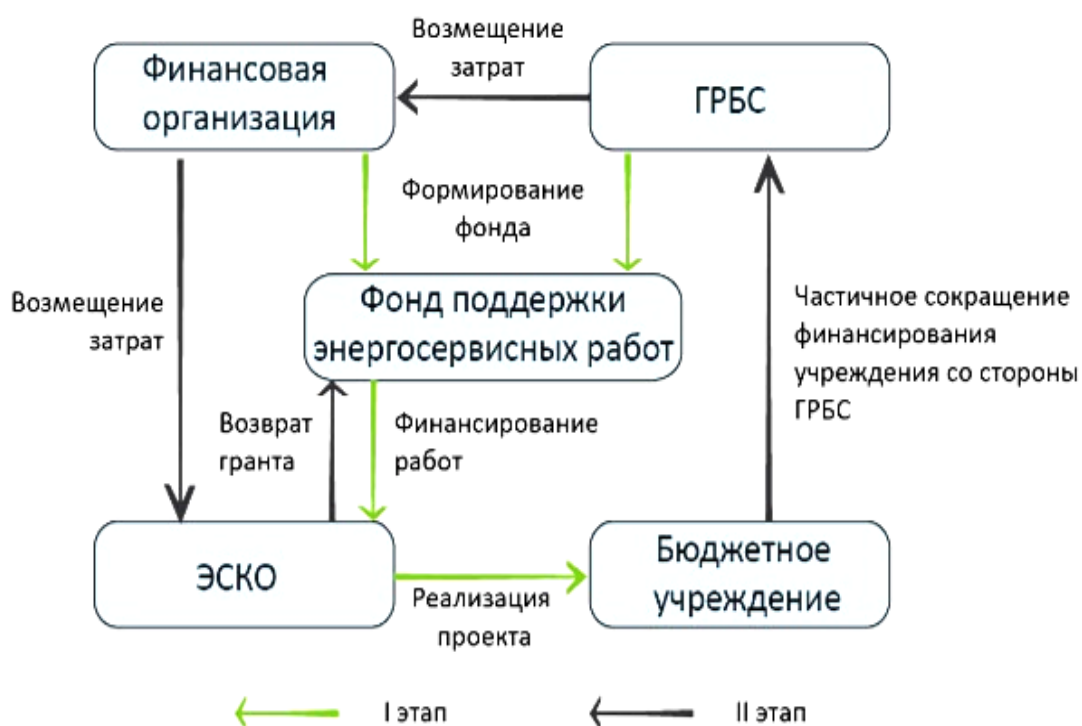 Возмещение
затрат
Финансовая
организация
ГРБС
Формирование
фонда
Фонд поддержки
энергосервисных работ
Возмещение
затрат
Частичное сокращение
финансирования
учреждения со стороны
ГРБС
Возврат
гранта
Финансирование
работ
ЭСКО
Бюджетное
учреждение
Реализация
проекта
I этап
II этап